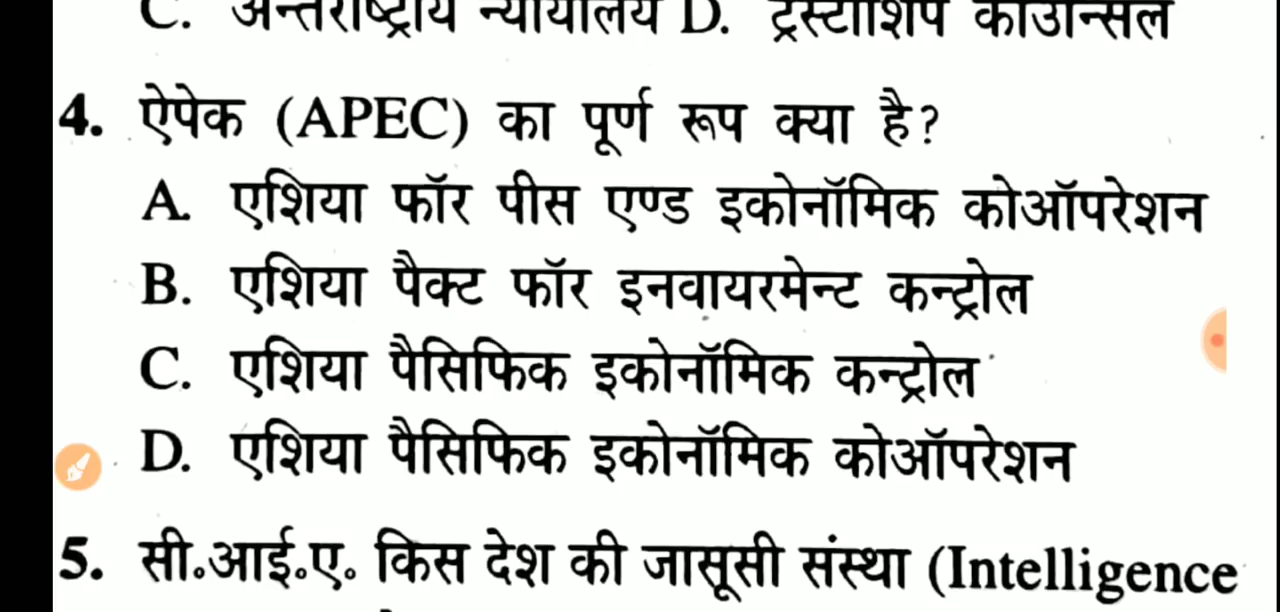 C. अन्तर्राष्ट्रीय न्यायालय D. ट्रस्टीशिप काउन्सिल
4. ऐपेक (APEC) का पूर्ण रूप क्या है?
A. एशिया फॉर पीस एण्ड इकोनॉमिक कोऑपरेशन
B. एशिया पैक्ट फॉर इनवायरमेन्ट कन्ट्रोल
C. एशिया पैसिफिक इकोनॉमिक कन्ट्रोल
D. एशिया पैसिफिक इकोनॉमिक कोऑपरेशन
5. सी.आई.ए. किस देश की जासूसी संस्था (Intelligence